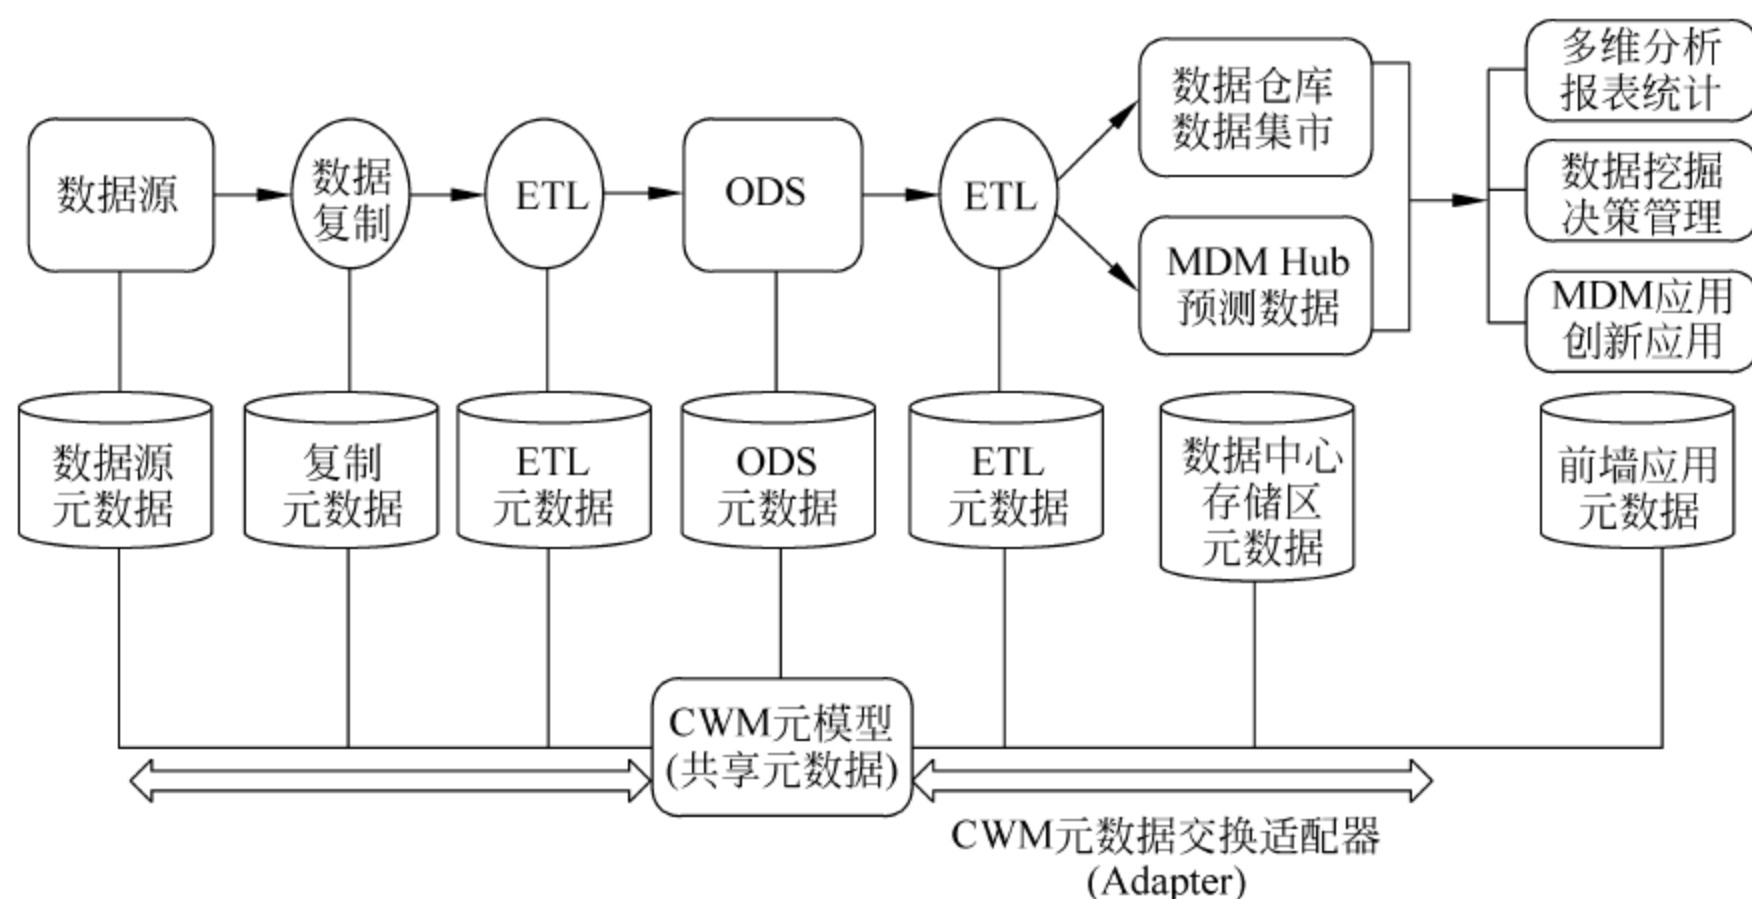 数据源
数据
复制
ETL
ODS
ETL
数据仓库
数据集市
MDM Hub
预测数据
多维分析
报表统计
数据挖掘
决策管理
MDM应用
创新应用
数据源
元数据
复制
元数据
ETL
元数据
ODS
元数据
ETL
元数据
数据中心
存储区
元数据
前墙应用
元数据
CWM元模型
(共享元数据)
CWM元数据交换适配器
(Adapter)